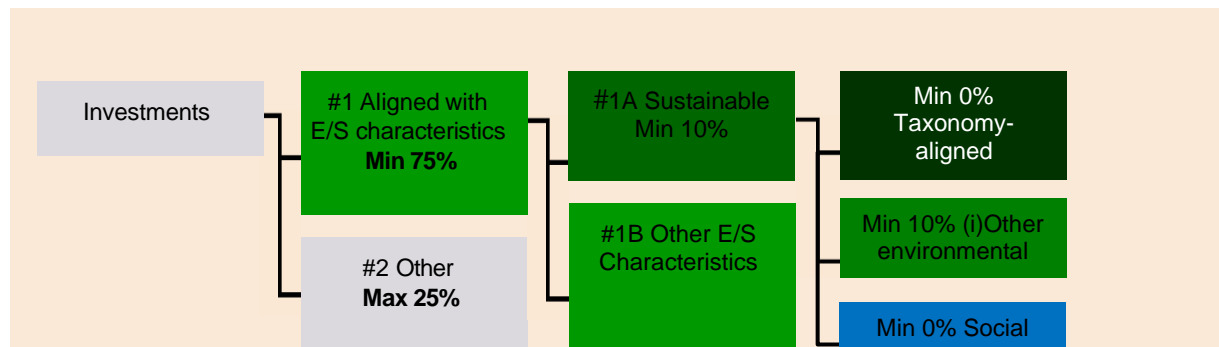 Investments
#1 Aligned with
E/S characteristics
Min 75%
#2 Other
Max 25%
#1A Sustainable
Min 10%
#1B Other E/S
Characteristics
Min 0%
Taxonomy-
aligned
Min 10% (i)Other
environmental
Min 0% Social